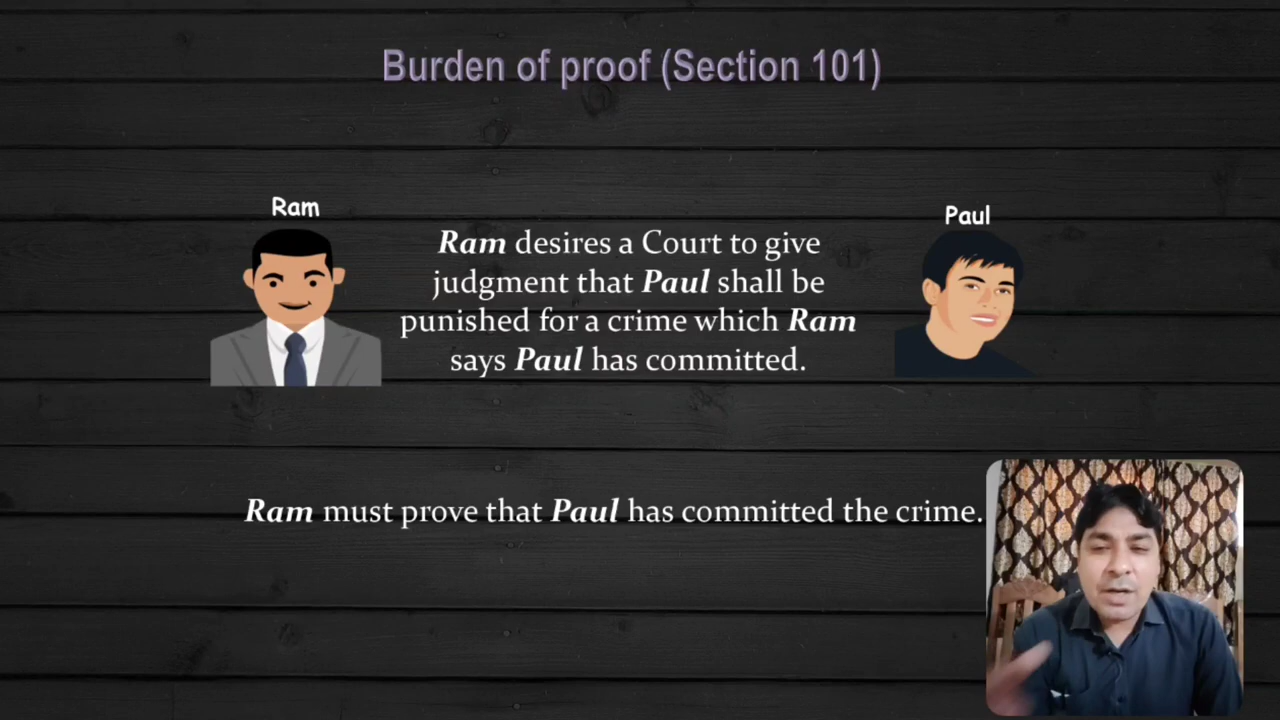 Burden of proof (Section 101)
Ram
Paul
Ram desires a Court to give
judgment that Paul shall be
punished for a crime which Ram
says Paul has committed.
Ram must prove that Paul has committed the crime.